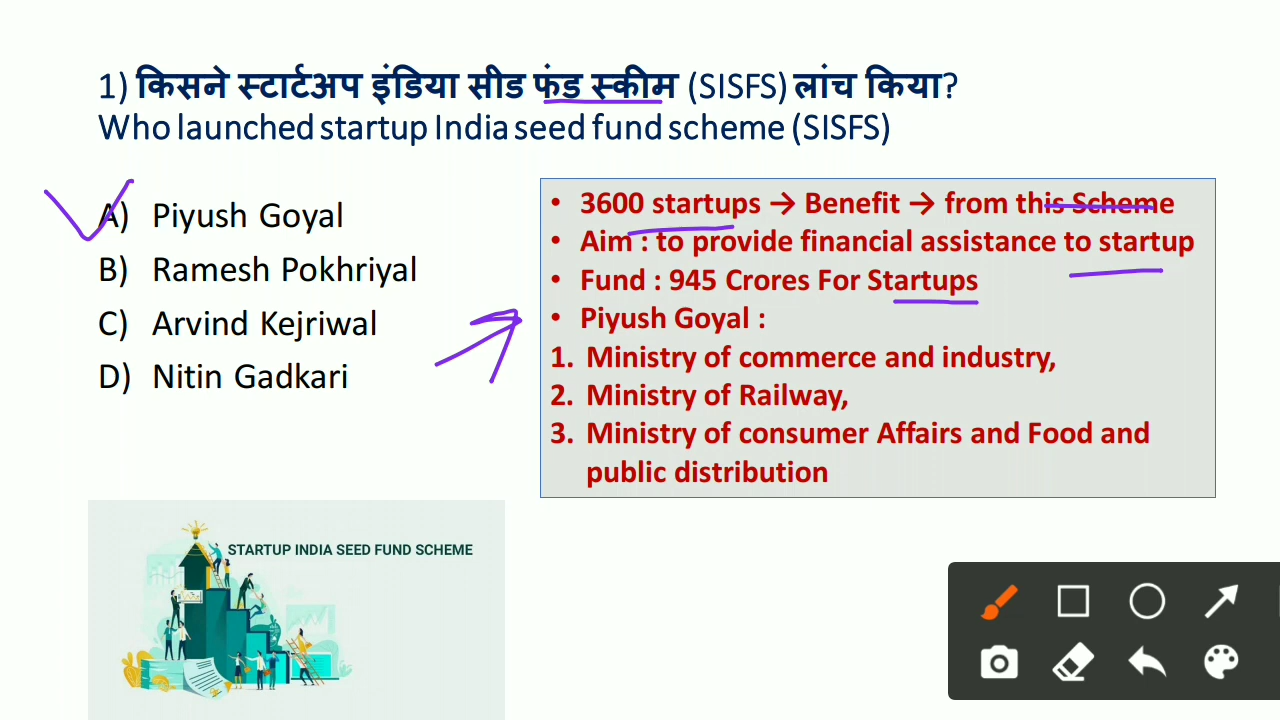 1) किसने स्टार्टअप इंडिया सीड फंड स्कीम (SISFS) लांच किया?
Who launched startup India seed fund scheme (SISFS)
A) Piyush Goyal
B) Ramesh Pokhriyal
C) Arvind Kejriwal
D) Nitin Gadkari
• 3600 startups → Benefit → from this Scheme
• Aim : to provide financial assistance to startup
• Fund : 945 Crores For Startups
• Piyush Goyal :
1. Ministry of commerce and industry,
2. Ministry of Railway,
3. Ministry of consumer Affairs and Food and
public distribution
STARTUP INDIA SEED FUND SCHEME